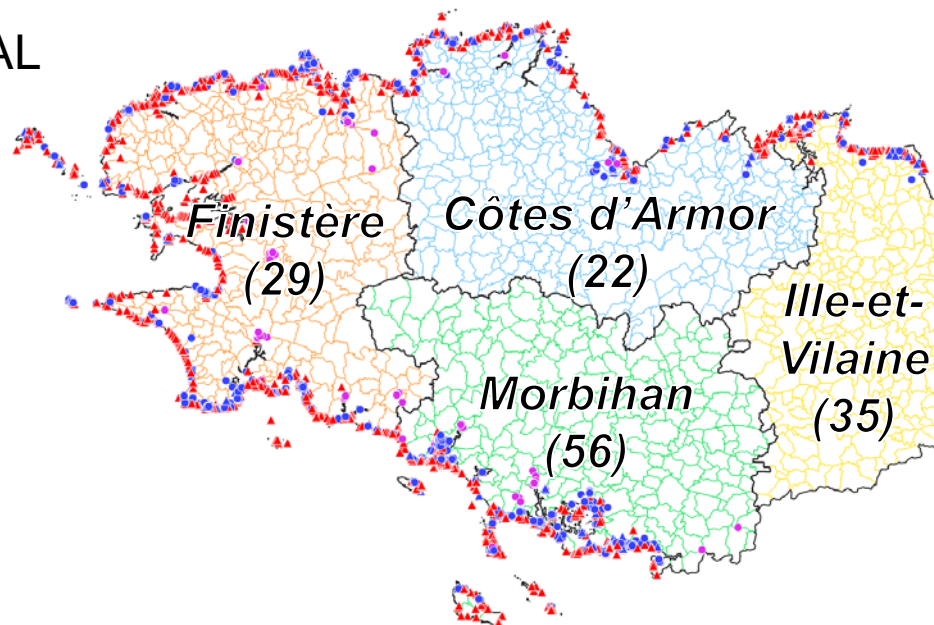 AL
Finistère
(29)
Côtes d’Armor
(22)
Ille-et-
Vilaine
(35)
Morbihan
(56)